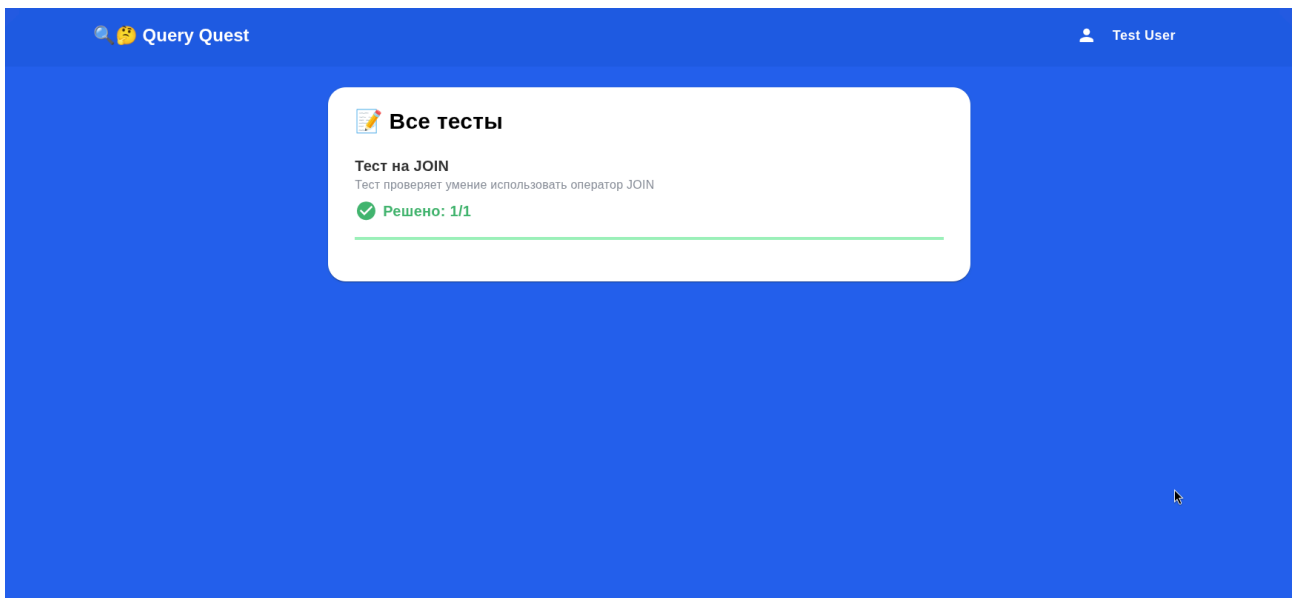 Query Quest
Test User
Все тесты
Тест на JOIN
Тест проверяет умение использовать оператор JOIN
Решено: 1/1